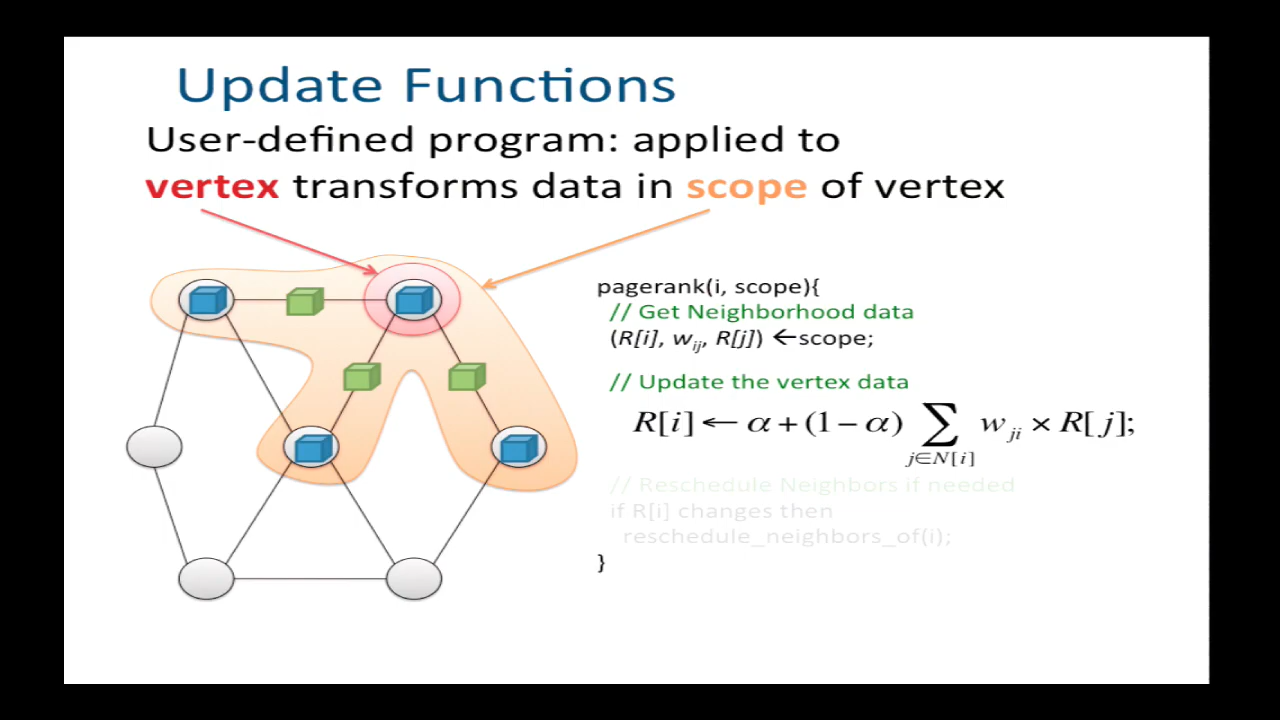 Update Functions
User-defined program: applied to
vertex transforms data in scope of vertex
pagerank(i, scope){
// Get Neighborhood data
(R[i], wij, R[j]) ←scope;
// Update the vertex data
R[i] ← α + (1 − α) ∑ j∈N[i] wji × R[j];
// Reschedule Neighbors if needed
if R[i] changes then
reschedule_neighbors_of(i);
}